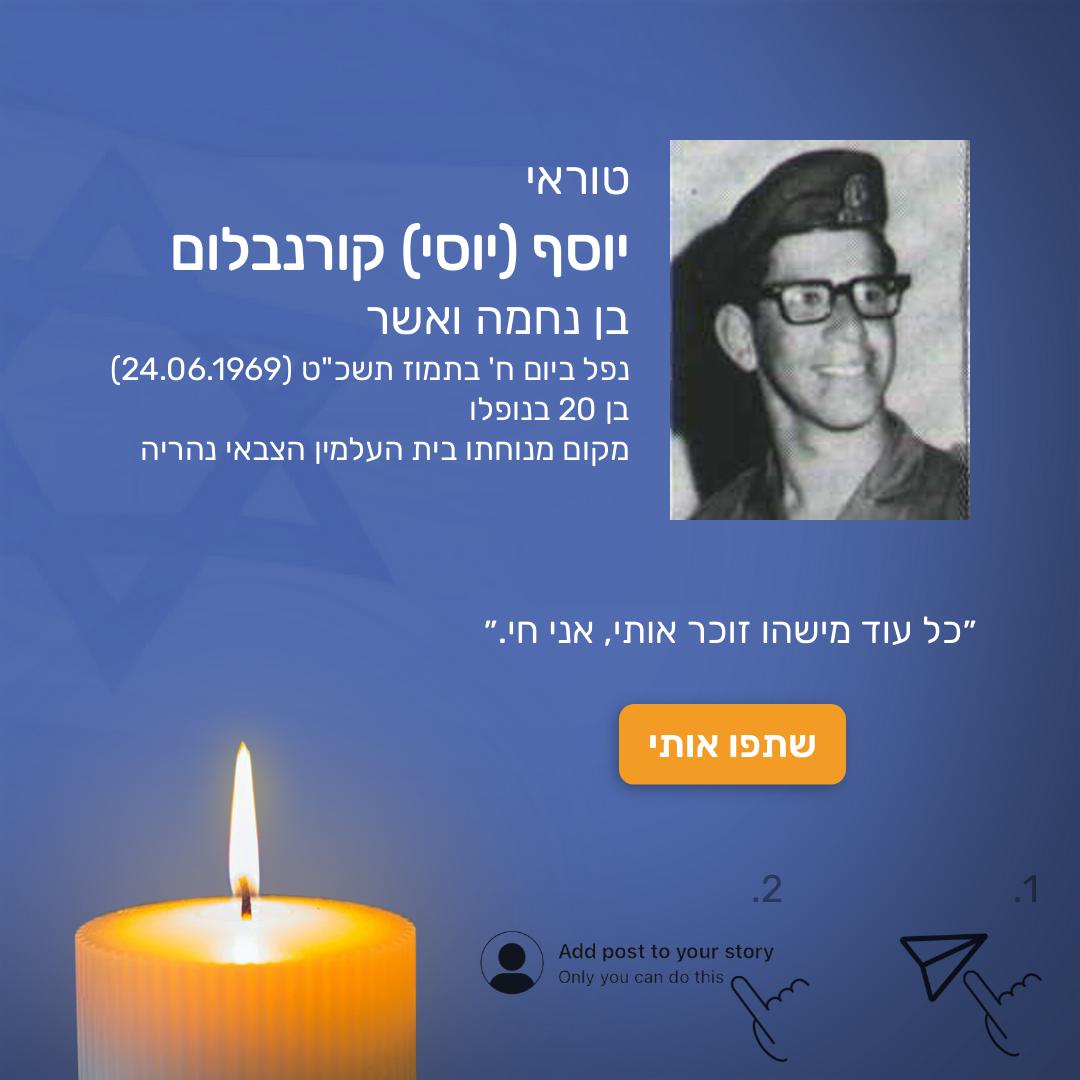 טוראי
יוסף (יוסי) קורנבלום
בן נחמה ואשר
נפל ביום ח' בתמוז תשכ"ט (24.06.1969)
בן 20 בנופלו
מקום מנוחתו בית העלמין הצבאי נהריה
״כל עוד מישהו זוכר אותי, אני חי.״
שתפו אותי
1.
2.
Add post to your story
Only you can do this